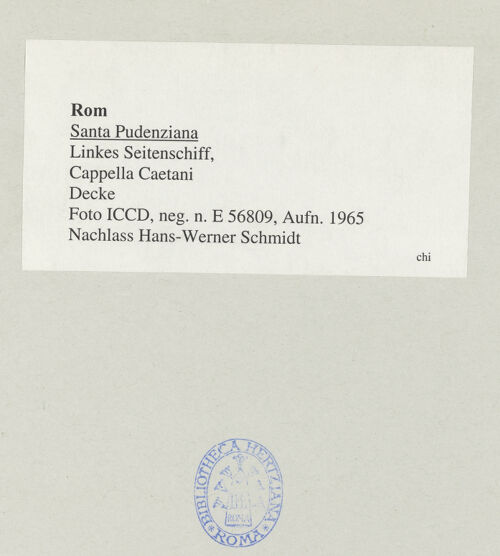 Rom
Santa Pudenziana
Linkes Seitenschiff,
Cappella Caetani
Decke
Foto ICCD, neg. n. E 56809, Aufn. 1965
Nachlass Hans-Werner Schmidt
chi
BIBLIOTHECA HERTZIANA
ROMA
ROMA